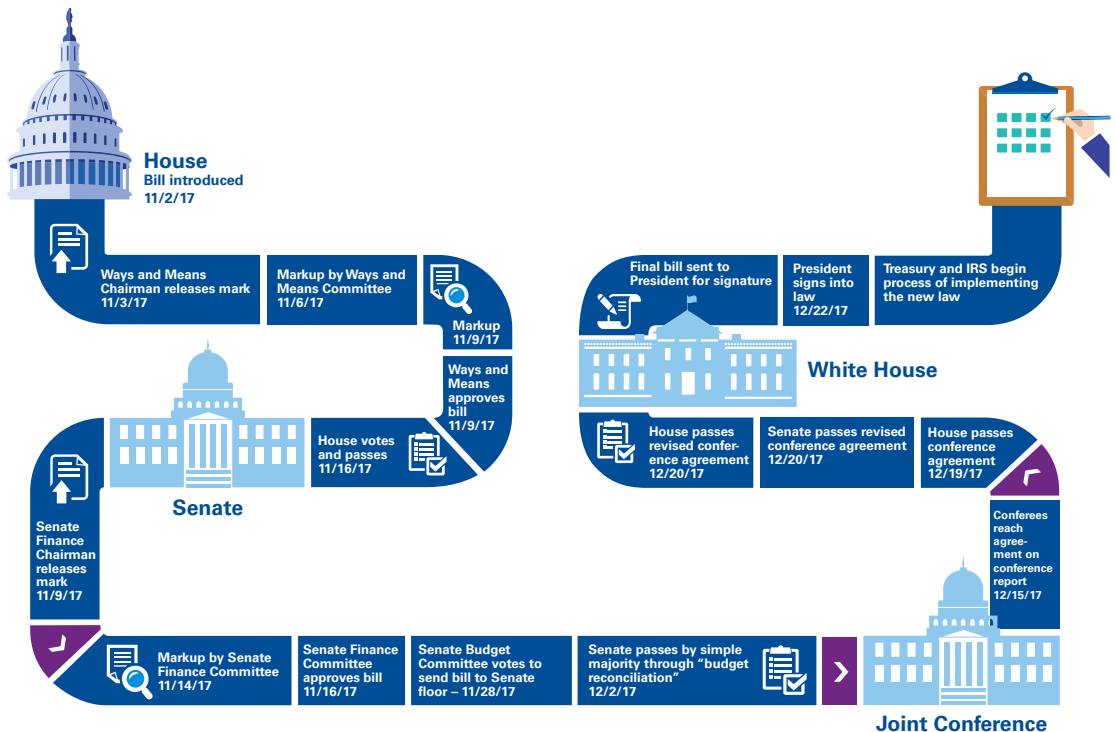 House
Bill introduced
11/2/17
Ways and Means
Chairman releases mark
11/3/17
Markup by Ways and
Means Committee
11/6/17
Markup
11/9/17
Ways and
Means
approves
bill
11/9/17
House votes
and passes
11/16/17
Senate
Senate
Finance
Chairman
releases
mark
11/9/17
Markup by Senate
Finance Committee
11/14/17
Senate Finance
Committee
approves bill
11/16/17
Senate Budget
Committee votes to
send bill to Senate
floor – 11/28/17
Senate passes by simple
majority through “budget
reconciliation”
12/2/17
Joint Conference
Conferees
reach
agree-
ment on
conference
report
12/15/17
House passes
conference
agreement
12/19/17
Senate passes revised
conference agreement
12/20/17
House passes
revised confer-
ence agreement
12/20/17
White House
Final bill sent to
President for signature
President
signs into
law
12/22/17
Treasury and IRS begin
process of implementing
the new law